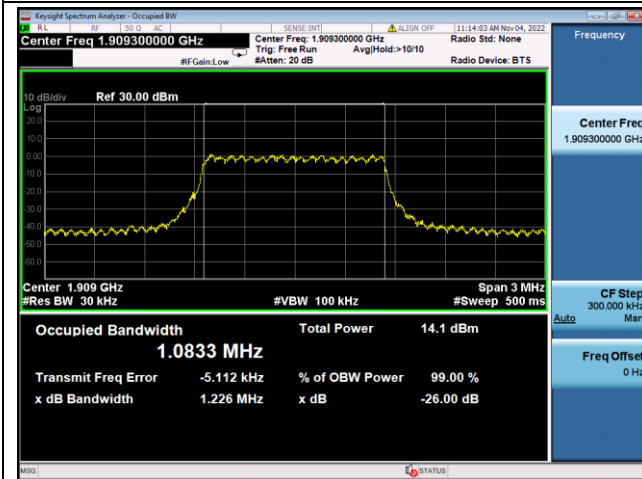 Keysight Spectrum Analyzer - Occupied BW
RL RF 50 Ω AC SENSE:INT ALIGN OFF 11:14:03 AM Nov 04, 2022
Center Freq 1.909300000 GHz Center Freq: 1.909300000 GHz Radio Std: None
Trig: Free Run Avg|Hold:>10/10
#IFGain:Low #Atten: 20 dB Radio Device: BTS
Frequency
10 dB/div Ref 30.00 dBm
Log
20.0
10.0
0.00
-10.0
-20.0
-30.0
-40.0
-50.0
-60.0
Center Freq
1.909300000 GHz
Center 1.909 GHz Span 3 MHz
#Res BW 30 kHz #VBW 100 kHz #Sweep 500 ms
CF Step
300.000 kHz
Auto Man
Occupied Bandwidth Total Power 14.1 dBm
1.0833 MHz
Freq Offset
0 Hz
Transmit Freq Error -5.112 kHz % of OBW Power 99.00 %
x dB Bandwidth 1.226 MHz x dB -26.00 dB
MSG STATUS